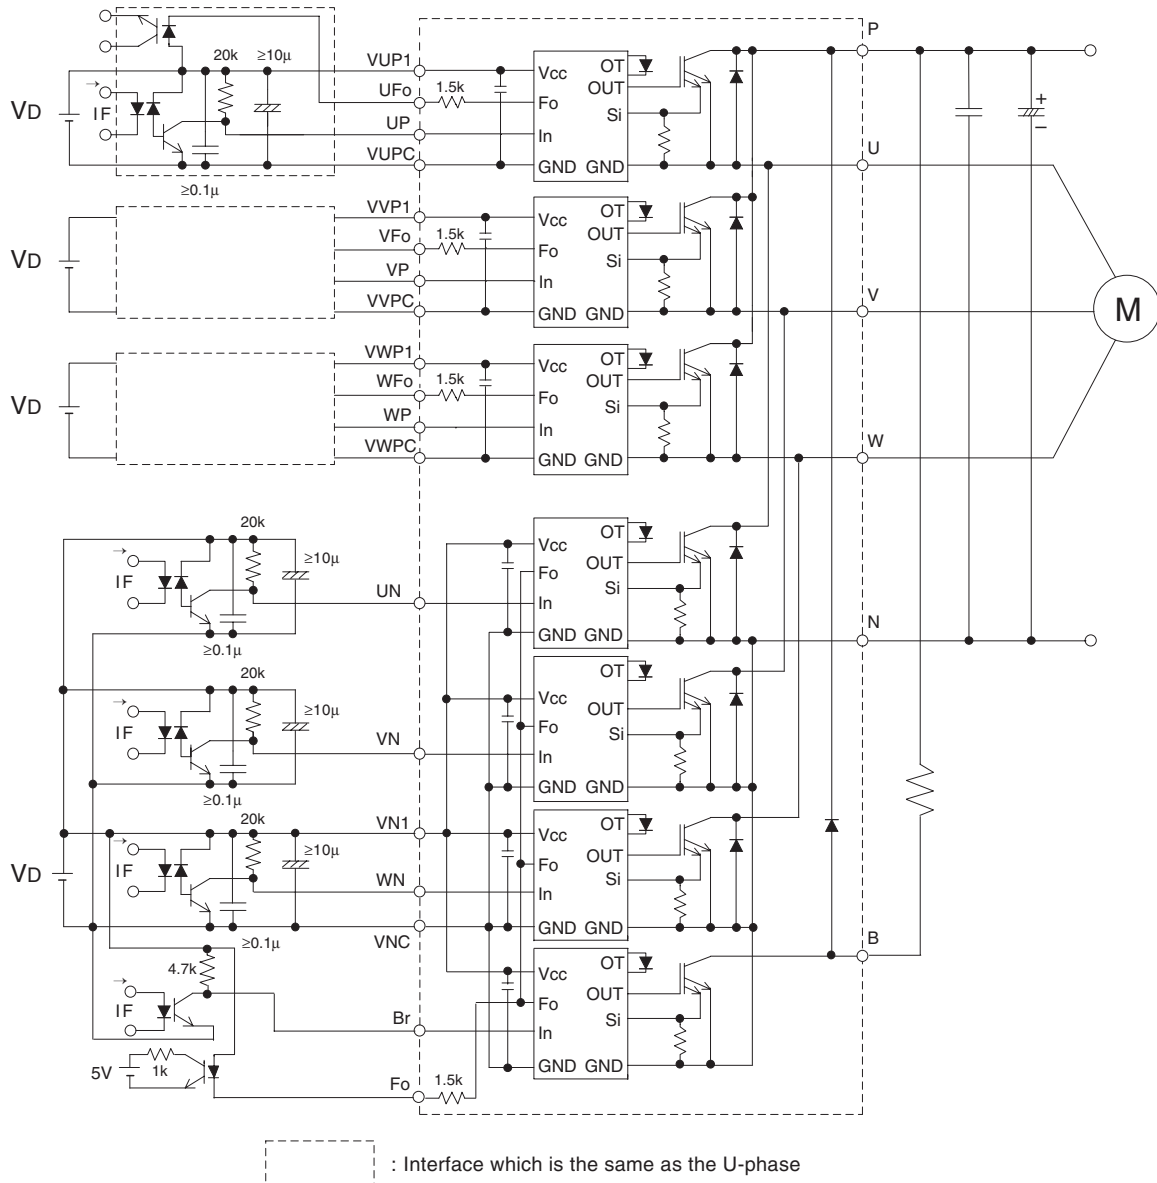 P
20k
≥10μ
VUP1
OT
Vcc
UFo
1.5k
OUT
+
VD
IF
Fo
Si
UP
In
−
VUPC
GND GND
U
≥0.1μ
VVP1
Vcc
OT
VFo
1.5k
OUT
VD
Fo
Si
VP
In
V
VVPC
GND GND
M
VWP1
Vcc
OT
WFo
1.5k
OUT
VD
Fo
Si
WP
In
W
VWPC
GND GND
20k
OT
Vcc
≥10μ
OUT
IF
Fo
UN
Si
In
N
GND GND
≥0.1μ
20k
OT
Vcc
≥10μ
OUT
IF
Fo
VN
Si
In
GND GND
≥0.1μ
20k
VN1
OT
Vcc
≥10μ
OUT
VD
IF
Fo
WN
Si
In
GND GND
B
VNC
≥0.1μ
4.7k
OT
Vcc
OUT
IF
Fo
Br
Si
In
5V
1k
GND GND
Fo
1.5k
: Interface which is the same as the U-phase